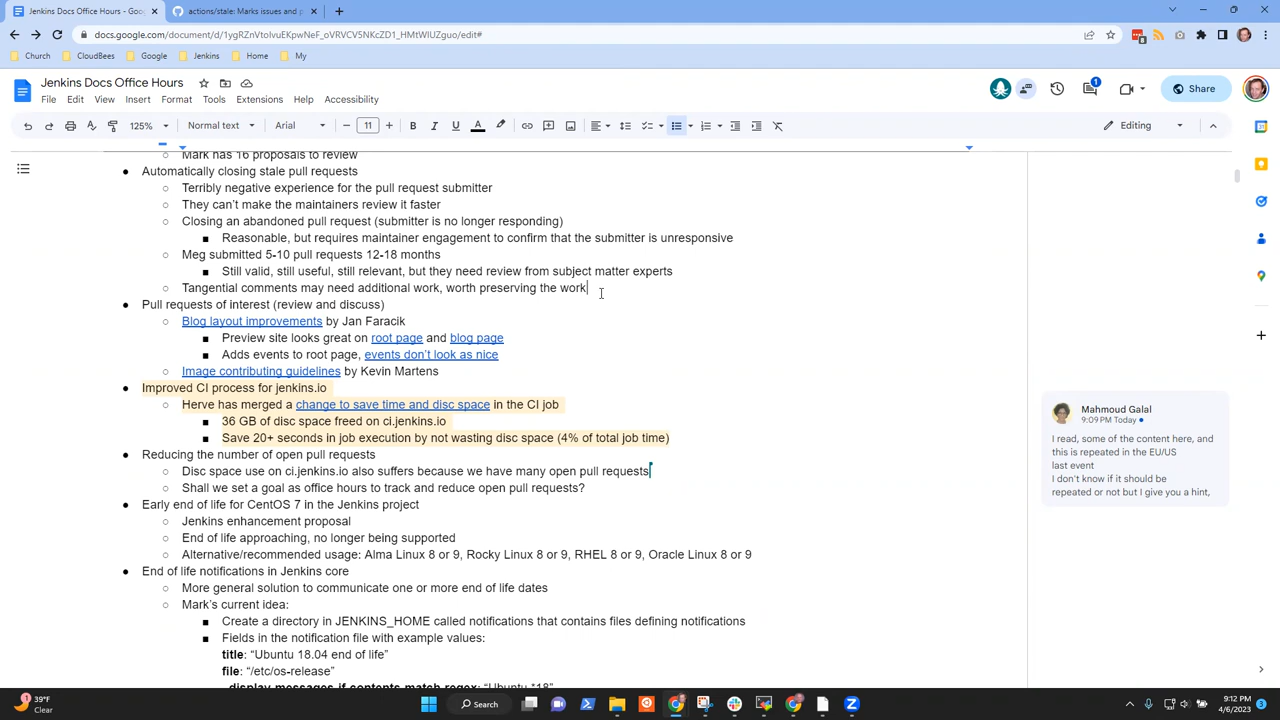 Jenkins Docs Office Hours - Goo
actions/stale: Marks issues and p
docs.google.com/document/d/1ygRZnVtoIvuEKpwNeF_oVRVCV5NKcZD1_HMtWIUZguo/edit#
Church
CloudBees
Google
Jenkins
Home
My
Jenkins Docs Office Hours
File Edit View Insert Format Tools Extensions Help Accessibility
1
Share
125%
Normal text
Arial
11
Editing
Mark has 16 proposals to review
● Automatically closing stale pull requests
○ Terribly negative experience for the pull request submitter
○ They can't make the maintainers review it faster
○ Closing an abandoned pull request (submitter is no longer responding)
■ Reasonable, but requires maintainer engagement to confirm that the submitter is unresponsive
○ Meg submitted 5-10 pull requests 12-18 months
■ Still valid, still useful, still relevant, but they need review from subject matter experts
○ Tangential comments may need additional work, worth preserving the work
● Pull requests of interest (review and discuss)
○ Blog layout improvements by Jan Faracik
■ Preview site looks great on root page and blog page
■ Adds events to root page, events don't look as nice
○ Image contributing guidelines by Kevin Martens
● Improved CI process for jenkins.io
○ Herve has merged a change to save time and disc space in the CI job
■ 36 GB of disc space freed on ci.jenkins.io
■ Save 20+ seconds in job execution by not wasting disc space (4% of total job time)
● Reducing the number of open pull requests
○ Disc space use on ci.jenkins.io also suffers because we have many open pull requests
○ Shall we set a goal as office hours to track and reduce open pull requests?
● Early end of life for CentOS 7 in the Jenkins project
○ Jenkins enhancement proposal
○ End of life approaching, no longer being supported
○ Alternative/recommended usage: Alma Linux 8 or 9, Rocky Linux 8 or 9, RHEL 8 or 9, Oracle Linux 8 or 9
● End of life notifications in Jenkins core
○ More general solution to communicate one or more end of life dates
○ Mark's current idea:
■ Create a directory in JENKINS_HOME called notifications that contains files defining notifications
■ Fields in the notification file with example values:
title: "Ubuntu 18.04 end of life"
file: "/etc/os-release"
display-messages-if-contents-match-regex: "Ubuntu.*18"
Mahmoud Galal
9:09 PM Today
I read, some of the content here, and
this is repeated in the EU/US
last event
I don't know if it should be
repeated or not but I give you a hint,
1
39°F
Clear
Search
9:12 PM
4/6/2023
3